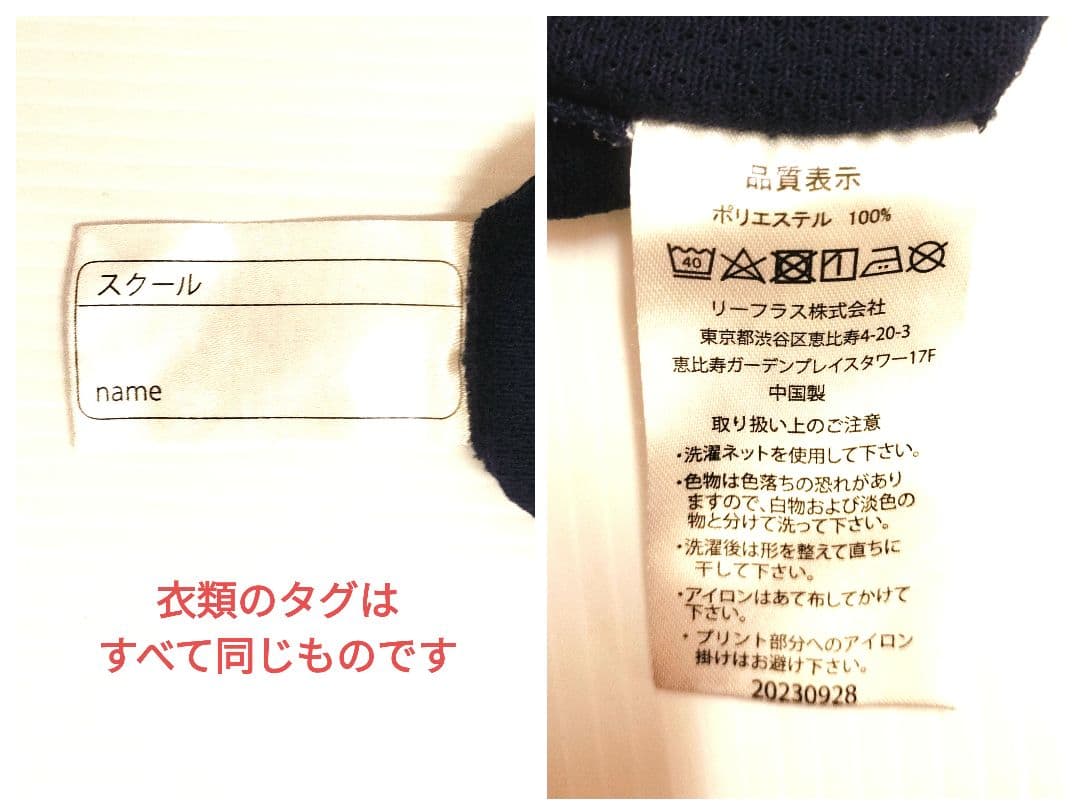 スクール
name
衣類のタグは
すべて同じものです
品質表示
ポリエステル 100%
40
リーフラス株式会社
東京都渋谷区恵比寿4-20-3
恵比寿ガーデンプレイスタワー17F
中国製
取り扱い上のご注意
・洗濯ネットを使用して下さい。
・色物は色落ちの恐れがあり
ますので、白物および淡色の
物と分けて洗って下さい。
・洗濯後は形を整えて直ちに
干して下さい。
・アイロンはあて布してかけて
下さい。
・プリント部分へのアイロン
掛けはお避け下さい。
20230928